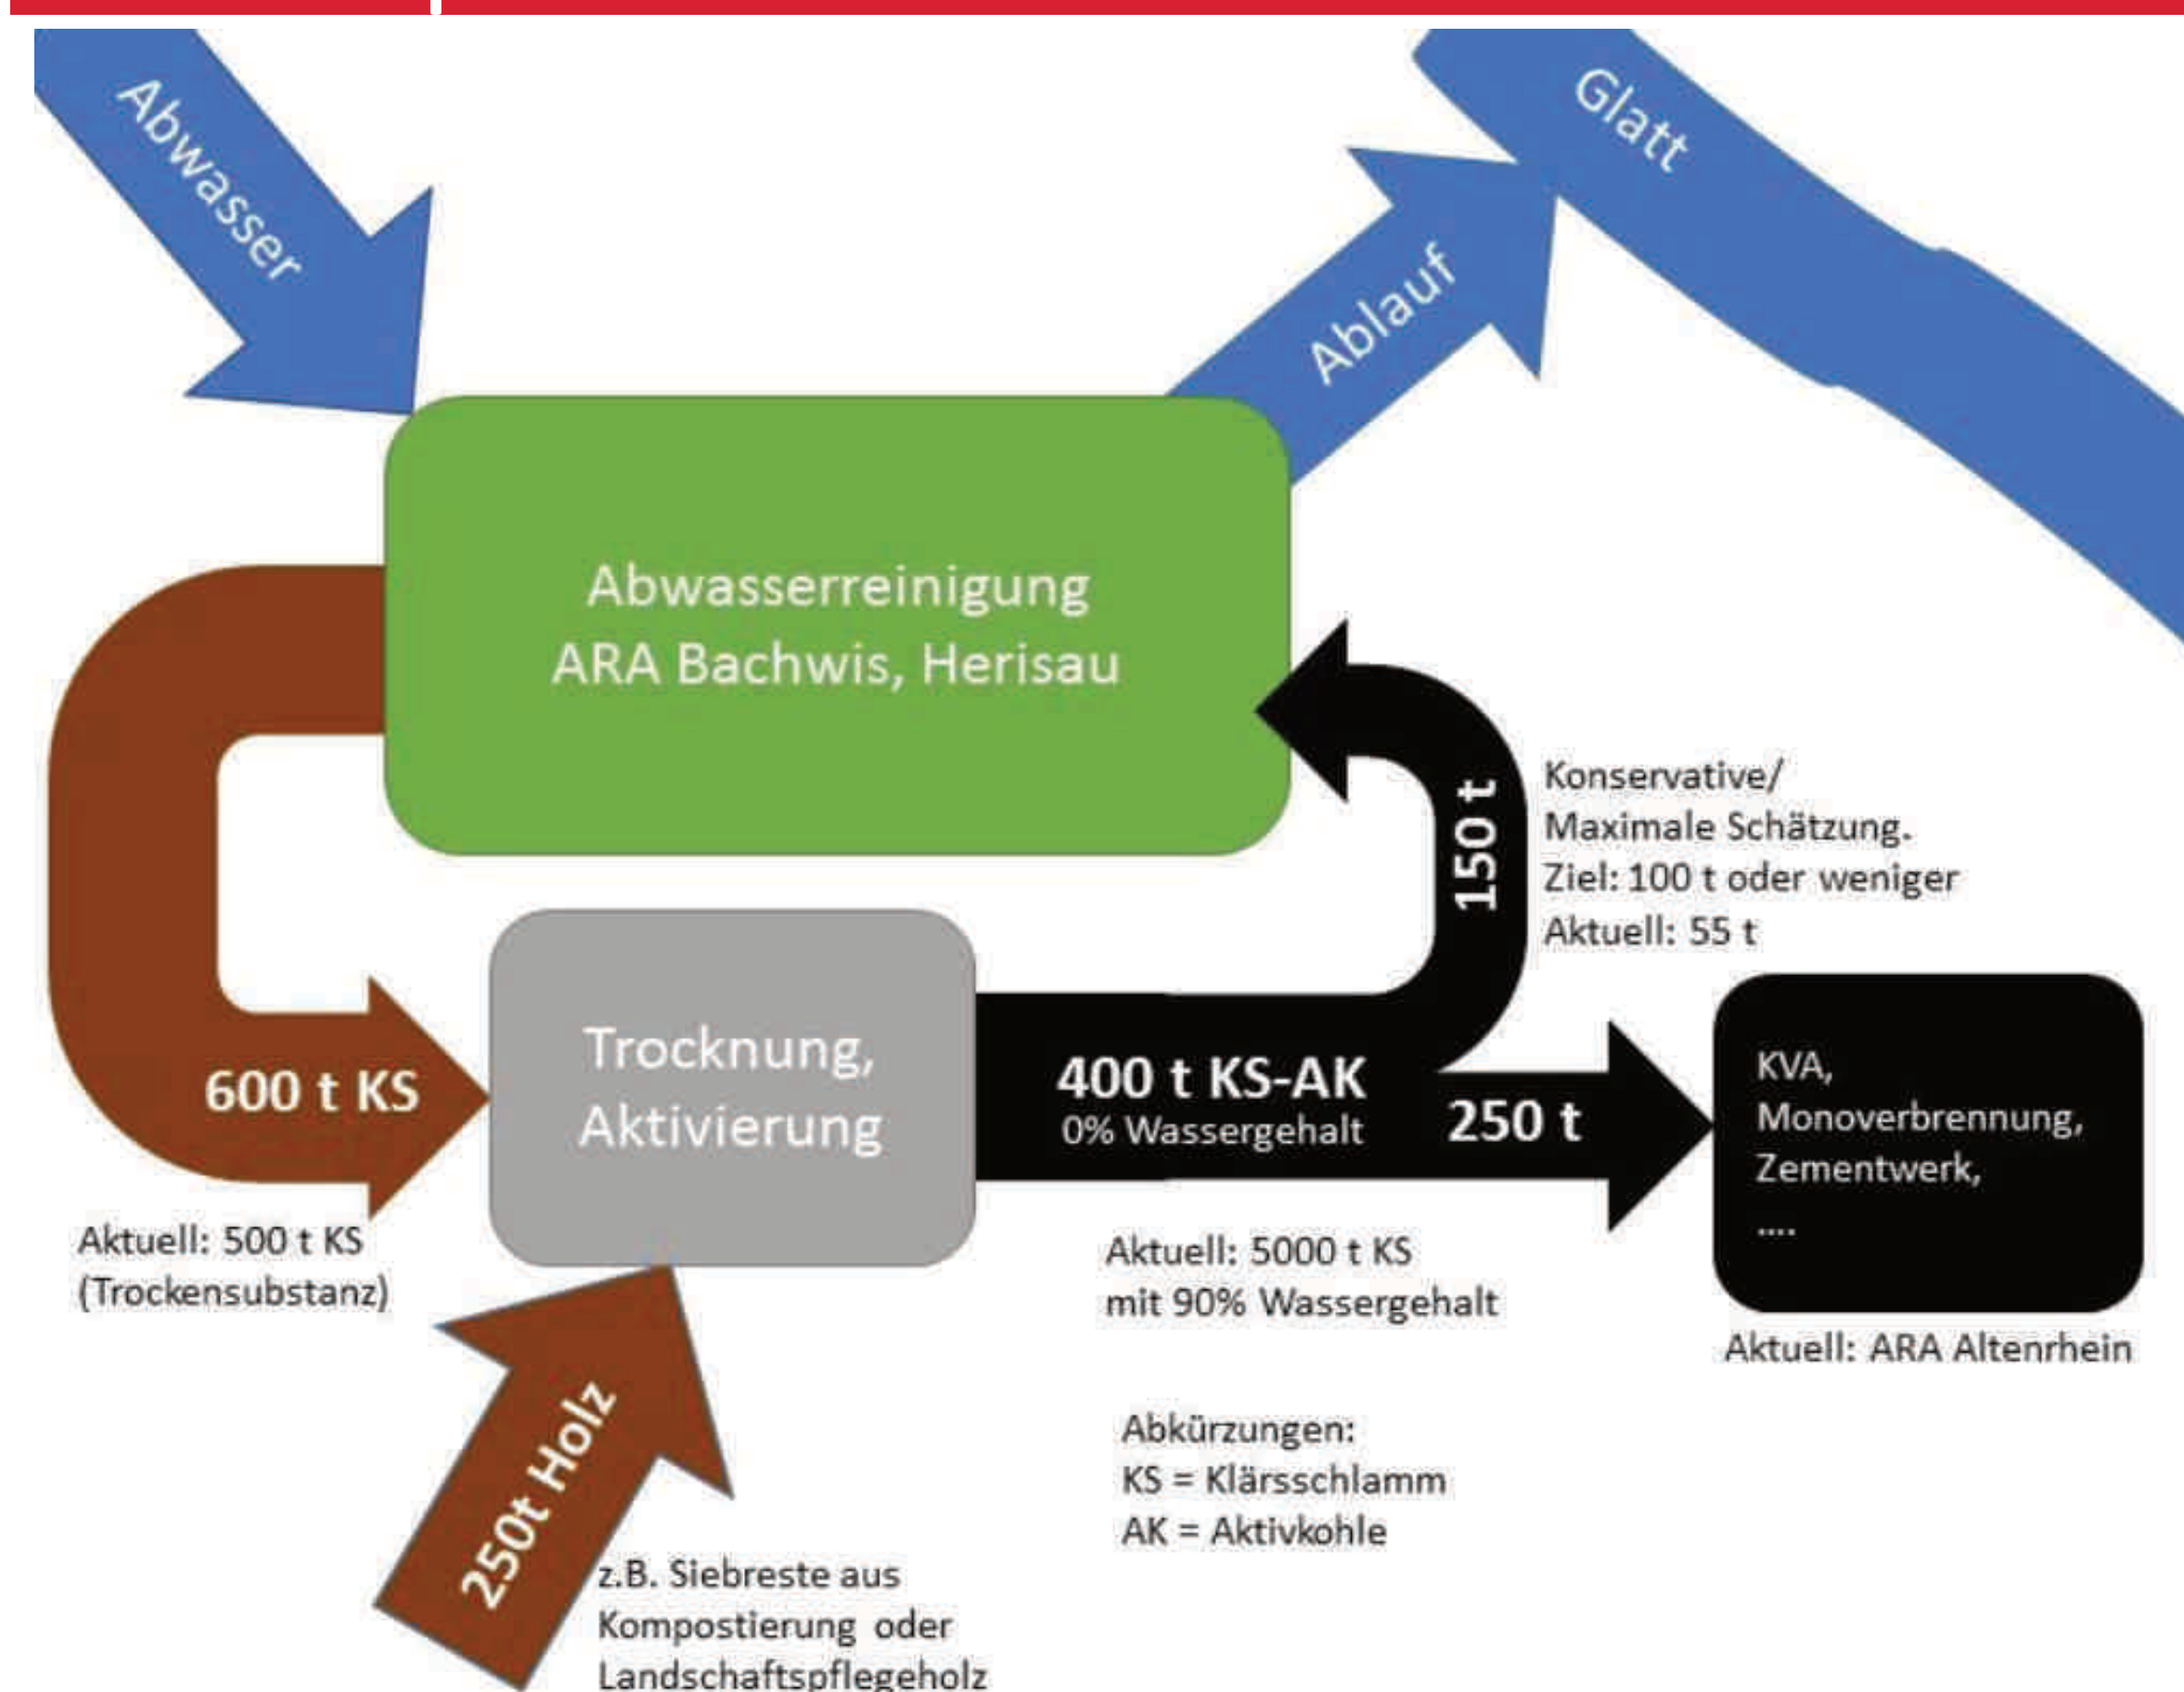 Abwasser
Glatt
Ablauf
Abwasserreinigung
ARA Bachwis, Herisau
150 t
Konservative/
Maximale Schätzung.
Ziel: 100 t oder weniger
Aktuell: 55 t
600 t KS
Trocknung,
Aktivierung
400 t KS-AK
0% Wassergehalt
250 t
KVA,
Monoverbrennung,
Zementwerk,
....
Aktuell: 500 t KS
(Trockensubstanz)
Aktuell: 5000 t KS
mit 90% Wassergehalt
Aktuell: ARA Altenrhein
250t Holz
z.B. Siebreste aus
Kompostierung oder
Landschaftspflegeholz
Abkürzungen:
KS = Klärsschlamm
AK = Aktivkohle